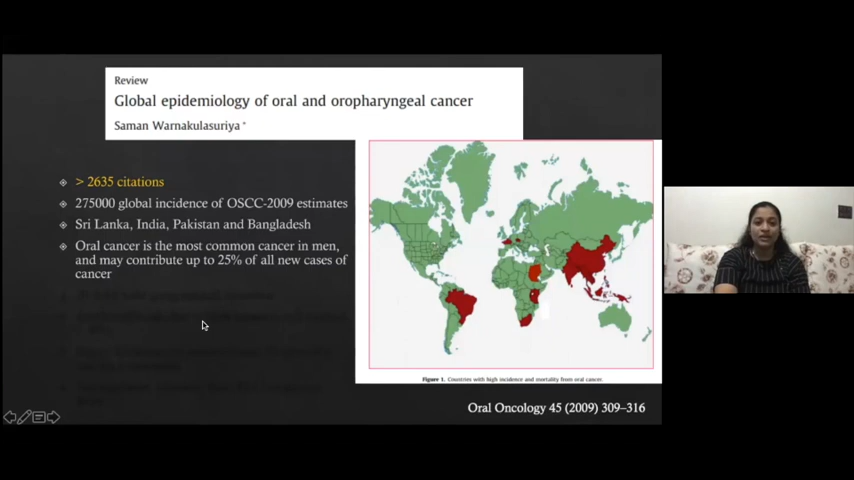 Review
Global epidemiology of oral and oropharyngeal cancer
Saman Warnakulasuriya *
> 2635 citations
275000 global incidence of OSCC-2009 estimates
Sri Lanka, India, Pakistan and Bangladesh
Oral cancer is the most common cancer in men,
and may contribute up to 25% of all new cases of
cancer
Figure 1. Countries with high incidence and mortality from oral cancer.
Oral Oncology 45 (2009) 309–316